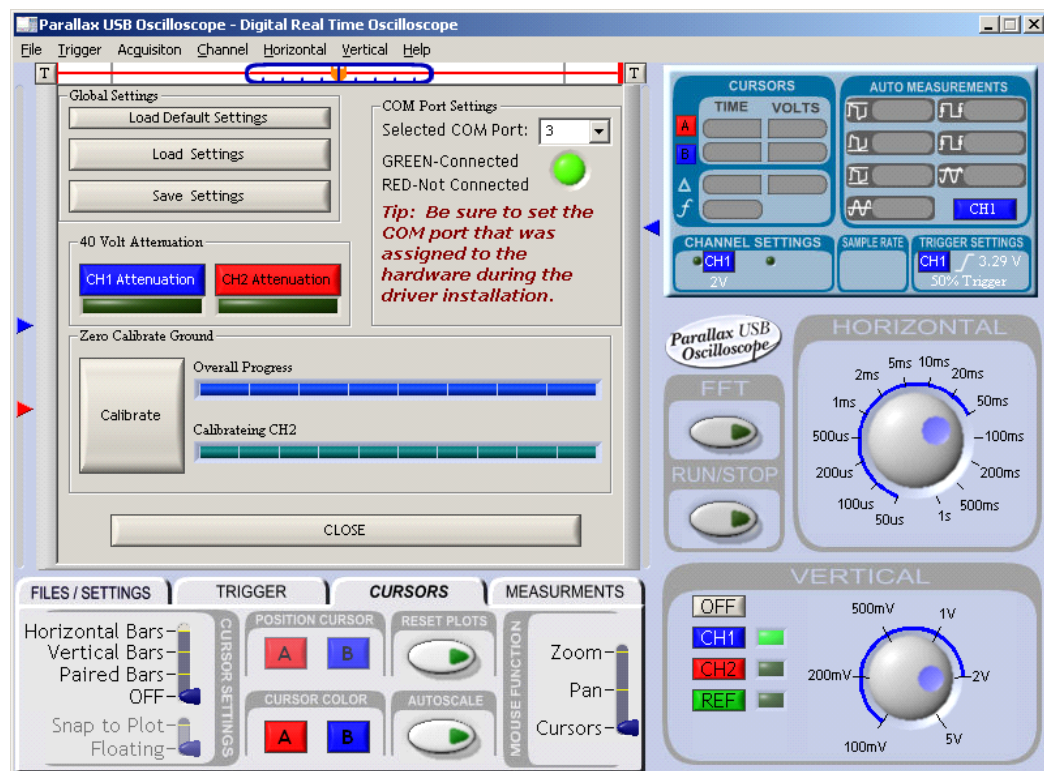 Parallax USB Oscilloscope - Digital Real Time Oscilloscope
File Trigger Acquisiton Channel Horizontal Vertical Help
T T
Global Settings
Load Default Settings
Load Settings
Save Settings
COM Port Settings
Selected COM Port: 3
GREEN-Connected
RED-Not Connected
Tip: Be sure to set the
COM port that was
assigned to the
hardware during the
driver installation.
40 Volt Attenuation
CH1 Attenuation CH2 Attenuation
Zero Calibrate Ground
Calibrate
Overall Progress
Calibrateing CH2
CLOSE
CURSORS
TIME VOLTS
A
B
Δ
f
AUTO MEASUREMENTS
CH1
CHANNEL SETTINGS
CH1
2V
SAMPLE RATE
TRIGGER SETTINGS
CH1 3.29 V
50% Trigger
Parallax USB
Oscilloscope
FFT
RUN/STOP
HORIZONTAL
50us
100us
200us
500us
1ms
2ms
5ms
10ms
20ms
50ms
100ms
200ms
500ms
1s
FILES / SETTINGS TRIGGER CURSORS MEASURMENTS
Horizontal Bars
Vertical Bars
Paired Bars
OFF
Snap to Plot
Floating
CURSOR SETTINGS
POSITION CURSOR
A B
CURSOR COLOR
A B
RESET PLOTS
AUTOSCALE
MOUSE FUNCTION
Zoom
Pan
Cursors
VERTICAL
OFF
CH1
CH2
REF
100mV
200mV
500mV
1V
2V
5V